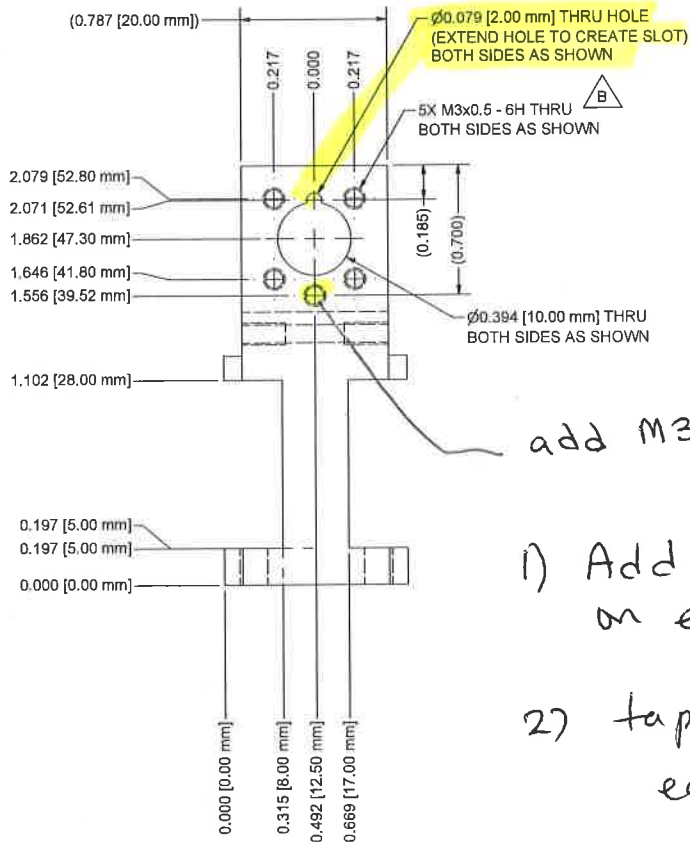 (0.787 [20.00 mm])
Ø0.079 [2.00 mm] THRU HOLE
(EXTEND HOLE TO CREATE SLOT)
BOTH SIDES AS SHOWN
0.217
0.000
0.217
B
5X M3x0.5 - 6H THRU
BOTH SIDES AS SHOWN
2.079 [52.80 mm]
2.071 [52.61 mm]
1.862 [47.30 mm]
1.646 [41.80 mm]
1.556 [39.52 mm]
(0.185)
(0.700)
Ø0.394 [10.00 mm] THRU
BOTH SIDES AS SHOWN
1.102 [28.00 mm]
add M3
0.197 [5.00 mm]
0.197 [5.00 mm]
0.000 [0.00 mm]
1) Add
on e
2) tap
ea
0.000 [0.00 mm]
0.315 [8.00 mm]
0.492 [12.50 mm]
0.669 [17.00 mm]